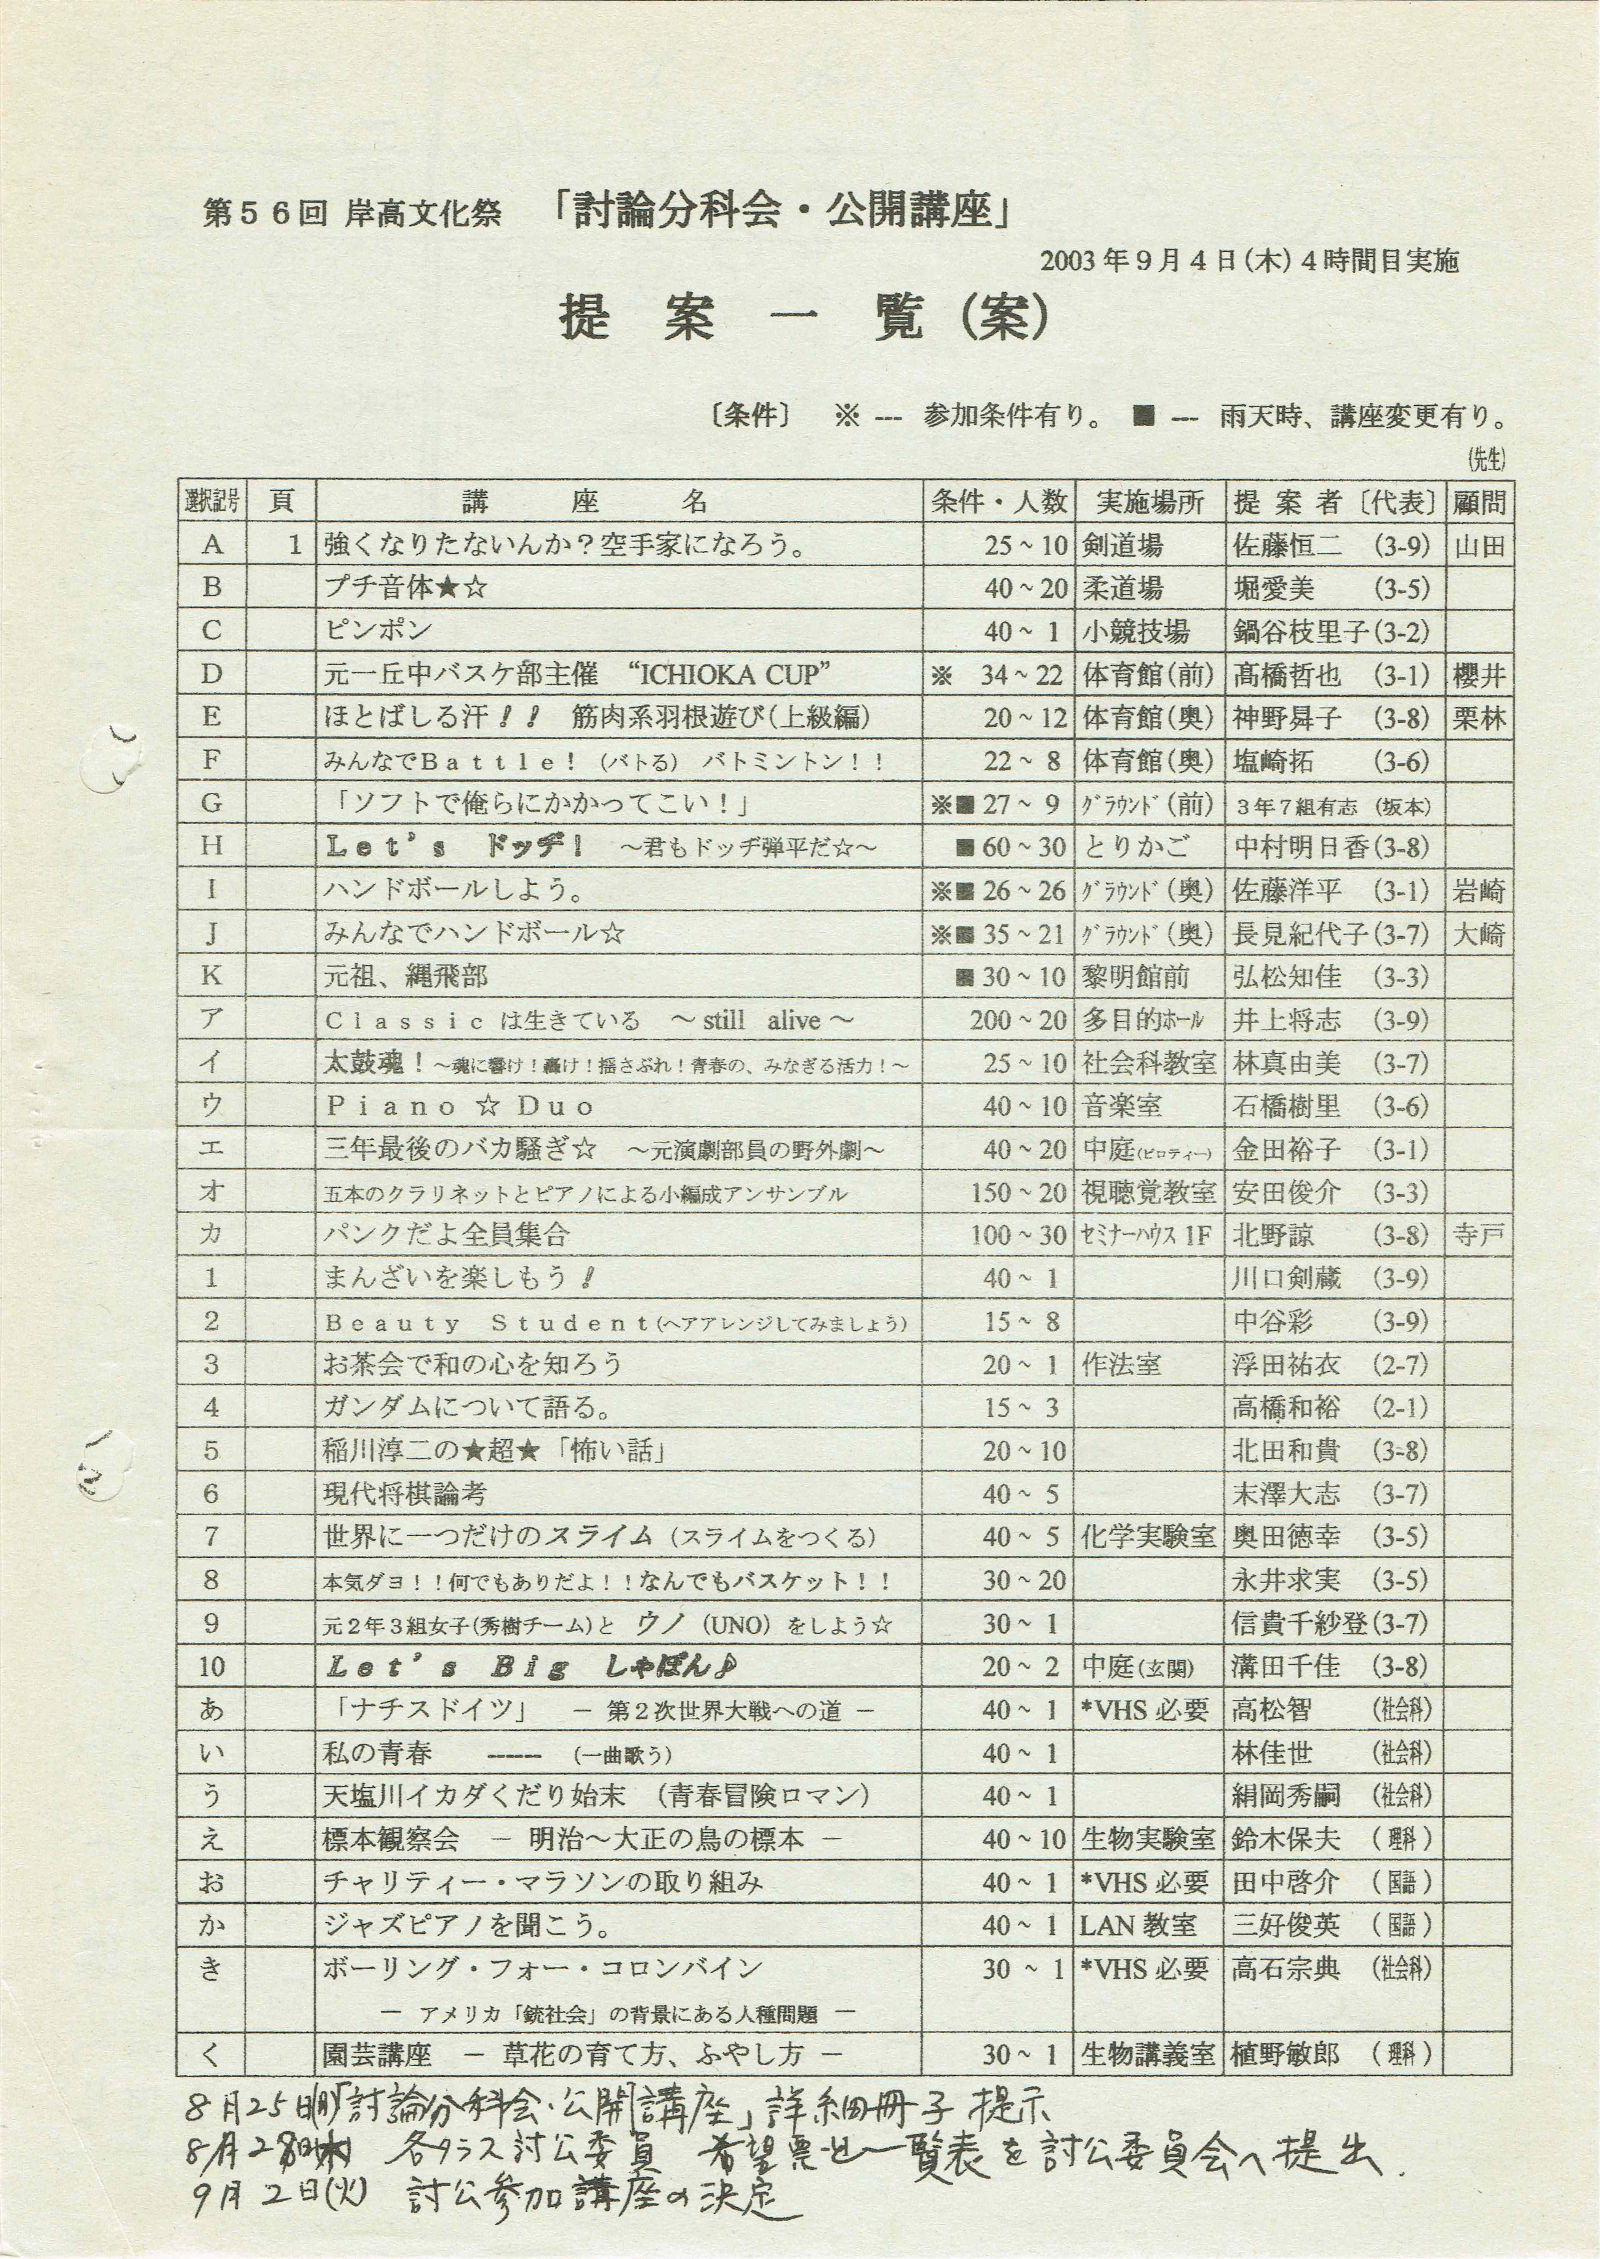 第５６回 岸高文化祭 「討論分科会・公開講座」
2003年９月４日(木)４時間目実施
提 案 一 覧 (案)
〔条件〕 ※ --- 参加条件有り。 ■ --- 雨天時、講座変更有り。
(先生)
選択記号 頁 講 座 名 条件・人数 実施場所 提 案 者〔代表〕 顧問
A 1 強くなりたないんか？空手家になろう。 25～10 剣道場 佐藤恒二 (3-9) 山田
B プチ音体★☆ 40～20 柔道場 堀愛美 (3-5)
C ピンポン 40～ 1 小競技場 鍋谷枝里子(3-2)
D 元一丘中バスケ部主催 “ICHIOKA CUP” ※ 34～22 体育館(前) 髙橋哲也 (3-1) 櫻井
E ほとばしる汗！！ 筋肉系羽根遊び(上級編) 20～12 体育館(奥) 神野曻子 (3-8) 栗林
F みんなでＢａｔｔｌｅ！（バトる） バトミントン！！ 22～ 8 体育館(奥) 塩崎拓 (3-6)
G 「ソフトで俺らにかかってこい！」 ※■ 27～ 9 ｸﾞﾗｳﾝﾄﾞ(前) ３年７組有志（坂本）
H Ｌｅｔ’ｓ ドッヂ！ ～君もドッヂ弾平だ☆～ ■ 60～30 とりかご 中村明日香(3-8)
I ハンドボールしよう。 ※■ 26～26 ｸﾞﾗｳﾝﾄﾞ(奥) 佐藤洋平 (3-1) 岩崎
J みんなでハンドボール☆ ※■ 35～21 ｸﾞﾗｳﾝﾄﾞ(奥) 長見紀代子(3-7) 大崎
K 元祖、縄飛部 ■ 30～10 黎明館前 弘松知佳 (3-3)
ア Ｃｌａｓｓｉｃ は生きている ～still alive～ 200～20 多目的ﾎｰﾙ 井上将志 (3-9)
イ 太鼓魂！～魂に響け！轟け！揺さぶれ！青春の、みなぎる活力！～ 25～10 社会科教室 林真由美 (3-7)
ウ Ｐｉａｎｏ ☆ Ｄｕｏ 40～10 音楽室 石橋樹里 (3-6)
エ 三年最後のバカ騒ぎ☆ ～元演劇部員の野外劇～ 40～20 中庭(ピロティー) 金田裕子 (3-1)
オ 五本のクラリネットとピアノによる小編成アンサンブル 150～20 視聴覚教室 安田俊介 (3-3)
カ パンクだよ全員集合 100～30 ｾﾐﾅｰﾊｳｽ 1F 北野諒 (3-8) 寺戸
1 まんざいを楽しもう！ 40～ 1 川口剣蔵 (3-9)
2 Ｂｅａｕｔｙ Ｓｔｕｄｅｎｔ(ヘアアレンジしてみましょう) 15～ 8 中谷彩 (3-9)
3 お茶会で和の心を知ろう 20～ 1 作法室 浮田祐衣 (2-7)
4 ガンダムについて語る。 15～ 3 高橋和裕 (2-1)
5 稲川淳二の★超★「怖い話」 20～10 北田和貴 (3-8)
6 現代将棋論考 40～ 5 末澤大志 (3-7)
7 世界に一つだけのスライム（スライムをつくる） 40～ 5 化学実験室 奥田徳幸 (3-5)
8 本気ダヨ！！何でもありだよ！！なんでもバスケット！！ 30～20 永井求実 (3-5)
9 元２年３組女子(秀樹チーム)と ウノ（UNO）をしよう☆ 30～ 1 信貴千紗登(3-7)
10 Ｌｅｔ’ｓ Ｂｉｇ しゃぼん♪ 20～ 2 中庭(玄関) 溝田千佳 (3-8)
あ 「ナチスドイツ」 － 第２次世界大戦への道 － 40～ 1 *VHS 必要 高松智 (社会科)
い 私の青春 ------ （一曲歌う） 40～ 1 林佳世 (社会科)
う 天塩川イカダくだり始末 （青春冒険ロマン） 40～ 1 絹岡秀嗣 (社会科)
え 標本観察会 － 明治～大正の鳥の標本 － 40～10 生物実験室 鈴木保夫 (理科)
お チャリティー・マラソンの取り組み 40～ 1 *VHS 必要 田中啓介 (国語)
か ジャズピアノを聞こう。 40～ 1 LAN 教室 三好俊英 (国語)
き ボーリング・フォー・コロンバイン 30 ～ 1 *VHS 必要 高石宗典 (社会科)
－ アメリカ「銃社会」の背景にある人種問題 －
く 園芸講座 － 草花の育て方、ふやし方 － 30～ 1 生物講義室 植野敏郎 (理科)
8月25日(月)「討論分科会・公開講座」詳細冊子提示
8月28日(木) 各クラス討公委員 希望票と一覧表を討公委員会へ提出.
9月2日(火) 討公参加講座の決定